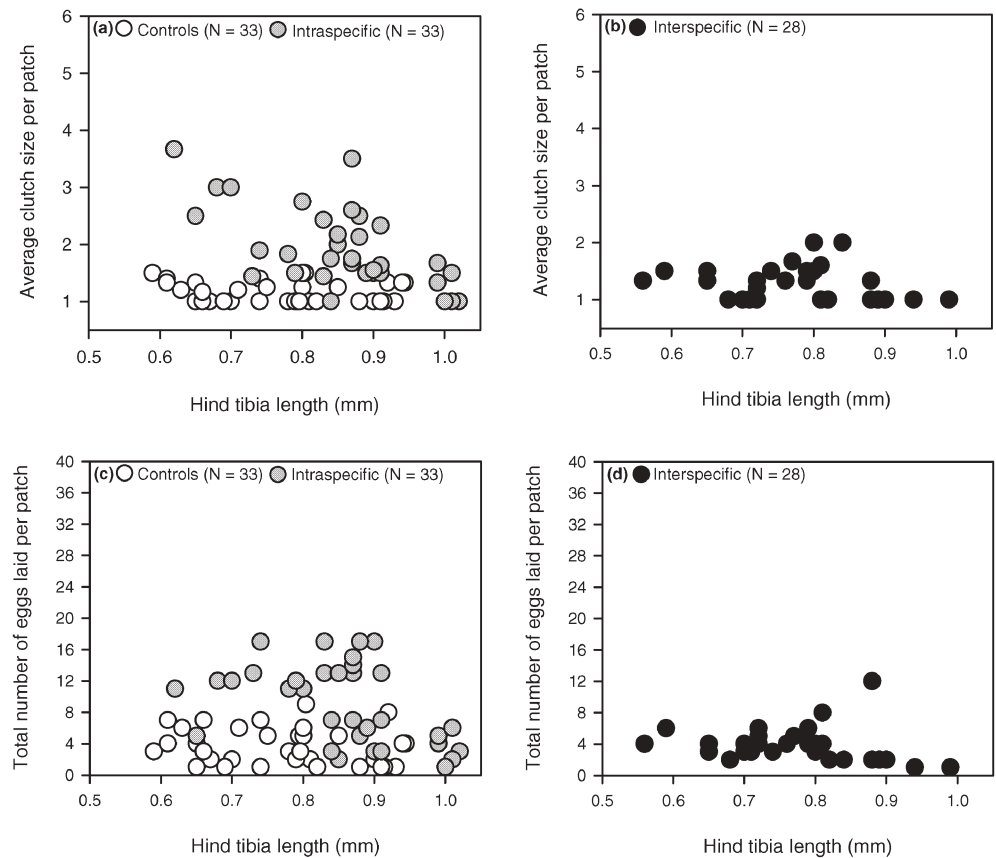 (a) Controls (N = 33) Intraspecific (N = 33)
Average clutch size per patch
6
5
4
3
2
1
0.5 0.6 0.7 0.8 0.9 1.0
Hind tibia length (mm)
(b) Interspecific (N = 28)
Average clutch size per patch
6
5
4
3
2
1
0.5 0.6 0.7 0.8 0.9 1.0
Hind tibia length (mm)
(c) Controls (N = 33) Intraspecific (N = 33)
Total number of eggs laid per patch
40
36
32
28
24
20
16
12
8
4
0
0.5 0.6 0.7 0.8 0.9 1.0
Hind tibia length (mm)
(d) Interspecific (N = 28)
Total number of eggs laid per patch
40
36
32
28
24
20
16
12
8
4
0
0.5 0.6 0.7 0.8 0.9 1.0
Hind tibia length (mm)